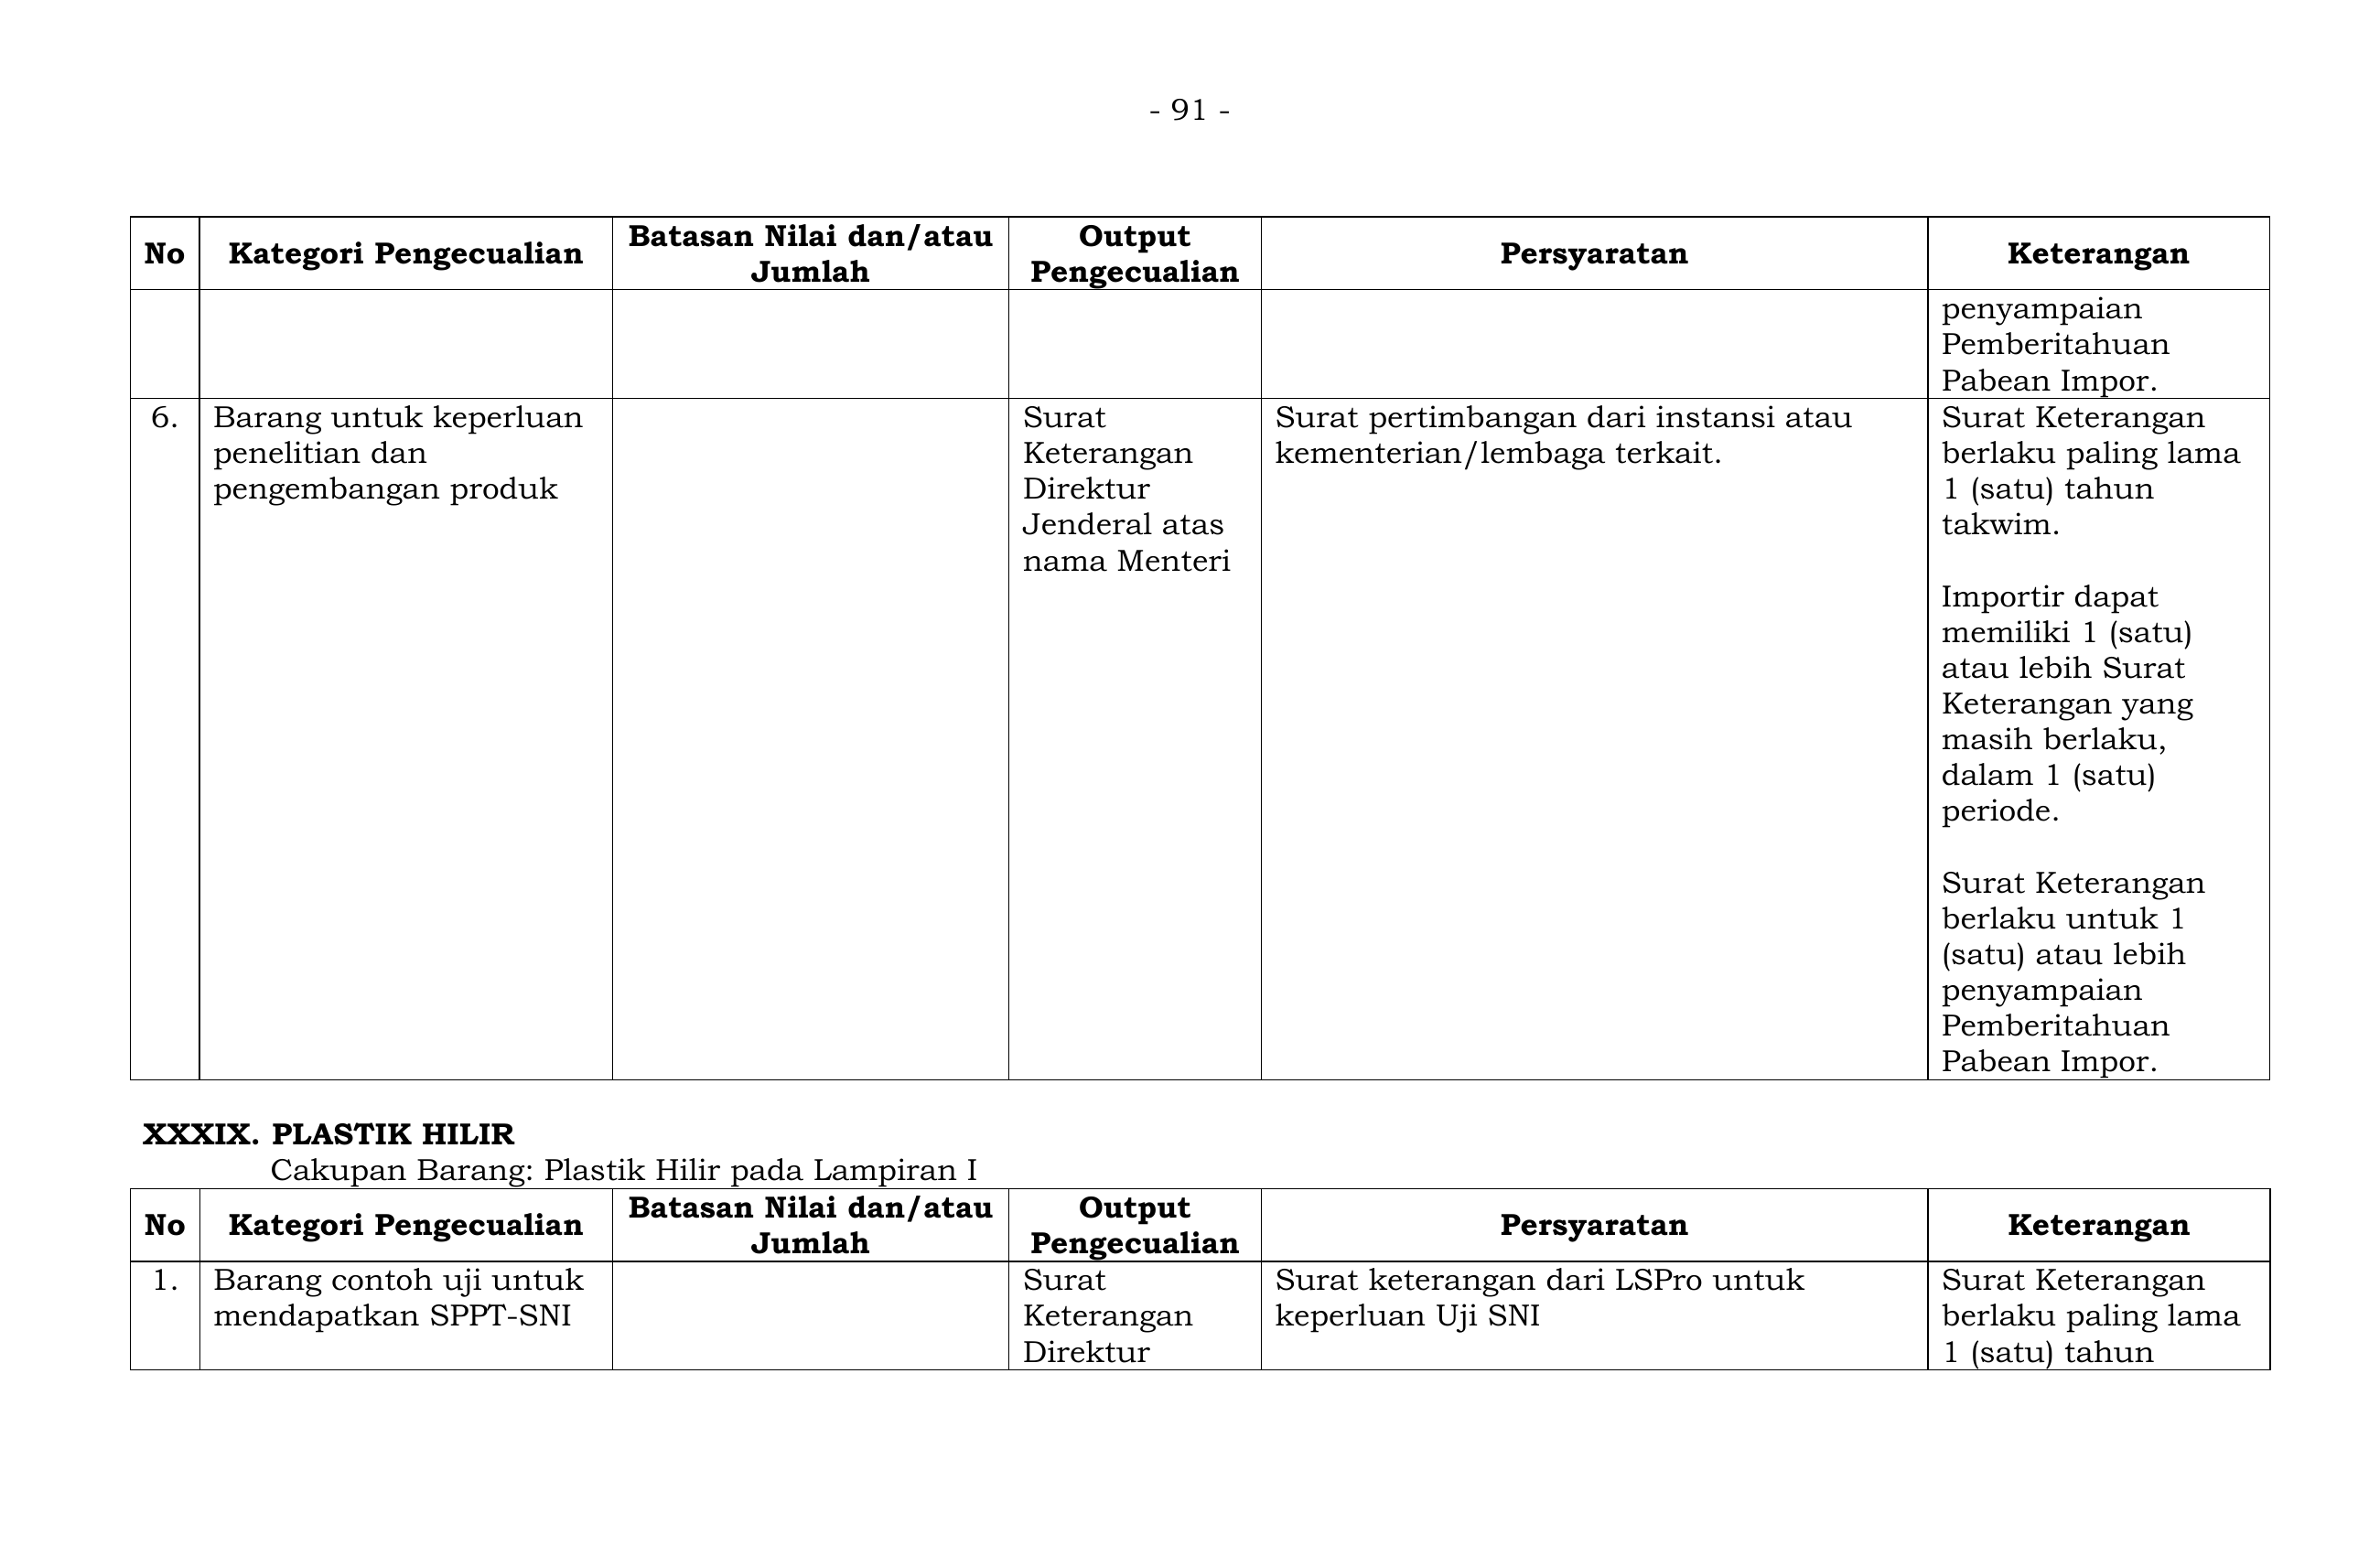 - 91 -
No
Kategori Pengecualian
Batasan Nilai dan/atau
Jumlah
Output
Pengecualian
Persyaratan
Keterangan
penyampaian
Pemberitahuan
Pabean Impor.
6.
Barang untuk keperluan
penelitian dan
pengembangan produk
Surat
Keterangan
Direktur
Jenderal atas
nama Menteri
Surat pertimbangan dari instansi atau
kementerian/lembaga terkait.
Surat Keterangan
berlaku paling lama
1 (satu) tahun
takwim.
Importir dapat
memiliki 1 (satu)
atau lebih Surat
Keterangan yang
masih berlaku,
dalam 1 (satu)
periode.
Surat Keterangan
berlaku untuk 1
(satu) atau lebih
penyampaian
Pemberitahuan
Pabean Impor.
XXXIX. PLASTIK HILIR
Cakupan Barang: Plastik Hilir pada Lampiran I
No
Kategori Pengecualian
Batasan Nilai dan/atau
Jumlah
Output
Pengecualian
Persyaratan
Keterangan
1.
Barang contoh uji untuk
mendapatkan SPPT-SNI
Surat
Keterangan
Direktur
Surat keterangan dari LSPro untuk
keperluan Uji SNI
Surat Keterangan
berlaku paling lama
1 (satu) tahun